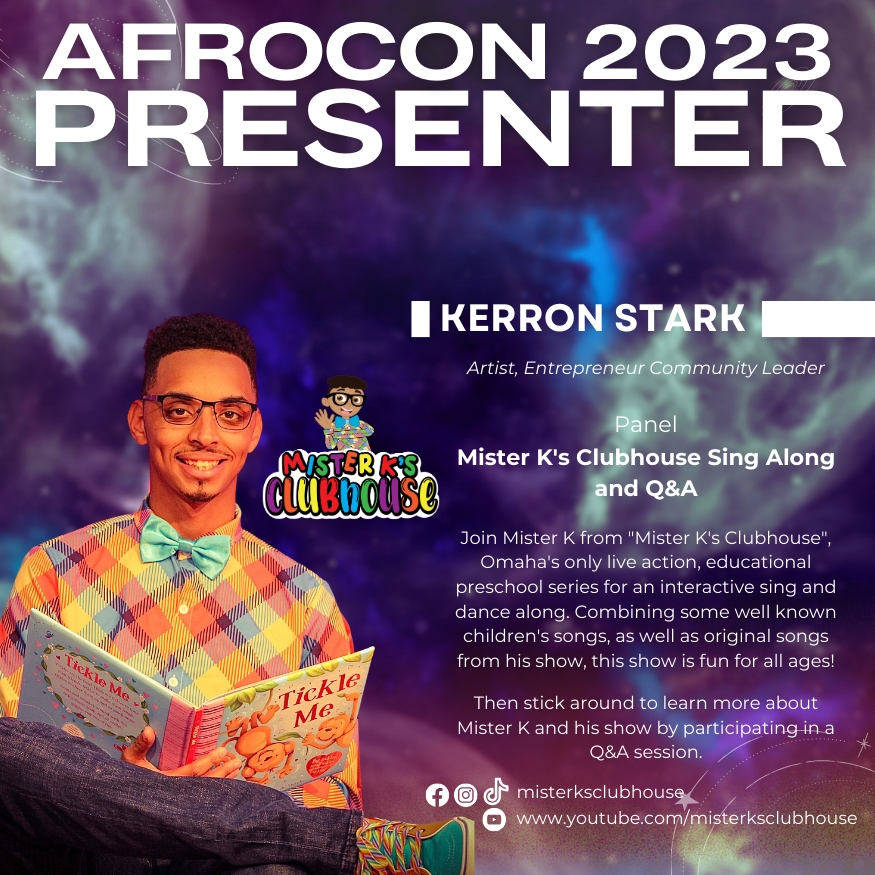 AFROCON 2023
PRESENTER
KERRON STARK
Artist, Entrepreneur Community Leader
Panel
Mister K's Clubhouse Sing Along
and Q&A
MISTER K'S
CLUBHOUSE
Join Mister K from "Mister K's Clubhouse",
Omaha's only live action, educational
preschool series for an interactive sing and
dance along. Combining some well known
children's songs, as well as original songs
from his show, this show is fun for all ages!
Then stick around to learn more about
Mister K and his show by participating in a
Q&A session.
Tickle Me
Tickle
Me
misterksclubhouse
www.youtube.com/misterksclubhouse